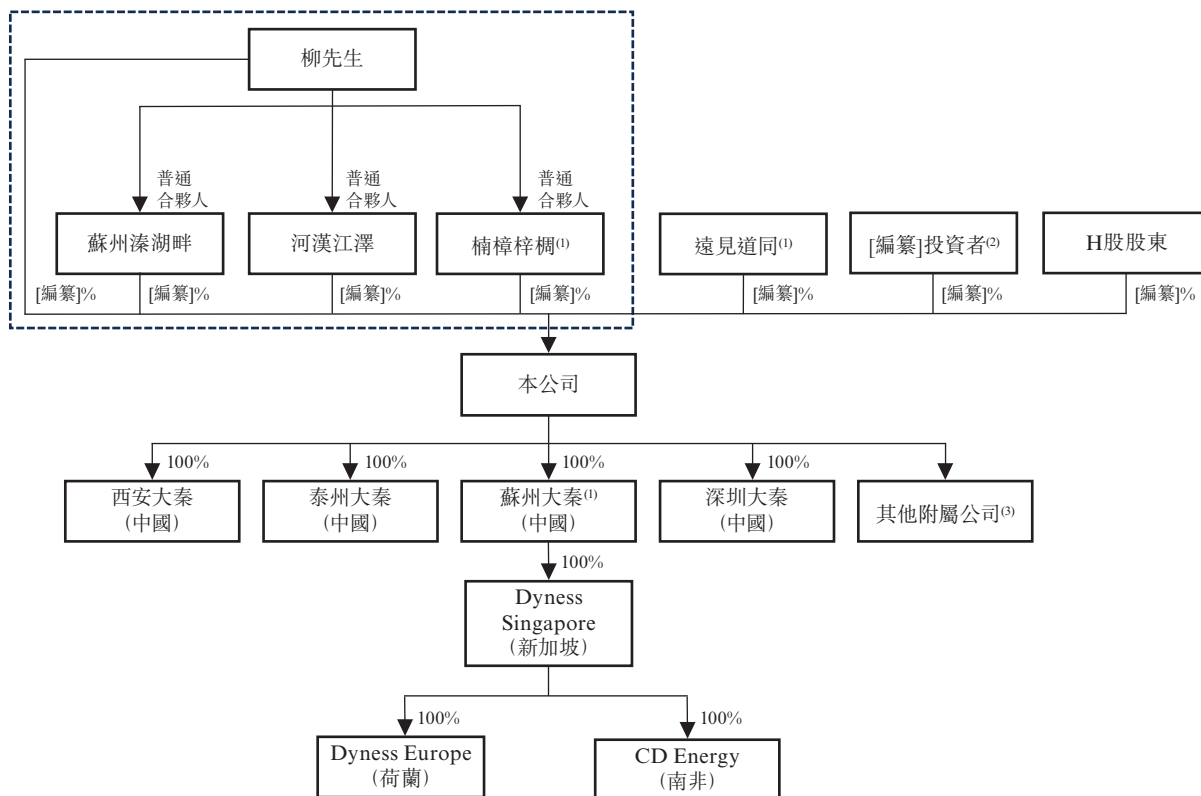 柳先生
普通
合夥人
普通
合夥人
普通
合夥人
蘇州溱湖畔
河漢江澤
楠樟梓椆(1)
遠見道同(1)
[編纂]投資者(2)
H股股東
[編纂]%
[編纂]%
[編纂]%
[編纂]%
[編纂]%
[編纂]%
[編纂]%
本公司
100%
100%
100%
100%
西安大秦
(中國)
泰州大秦
(中國)
蘇州大秦(1)
(中國)
深圳大秦
(中國)
其他附屬公司(3)
100%
Dyness
Singapore
(新加坡)
100%
100%
Dyness Europe
(荷蘭)
CD Energy
(南非)